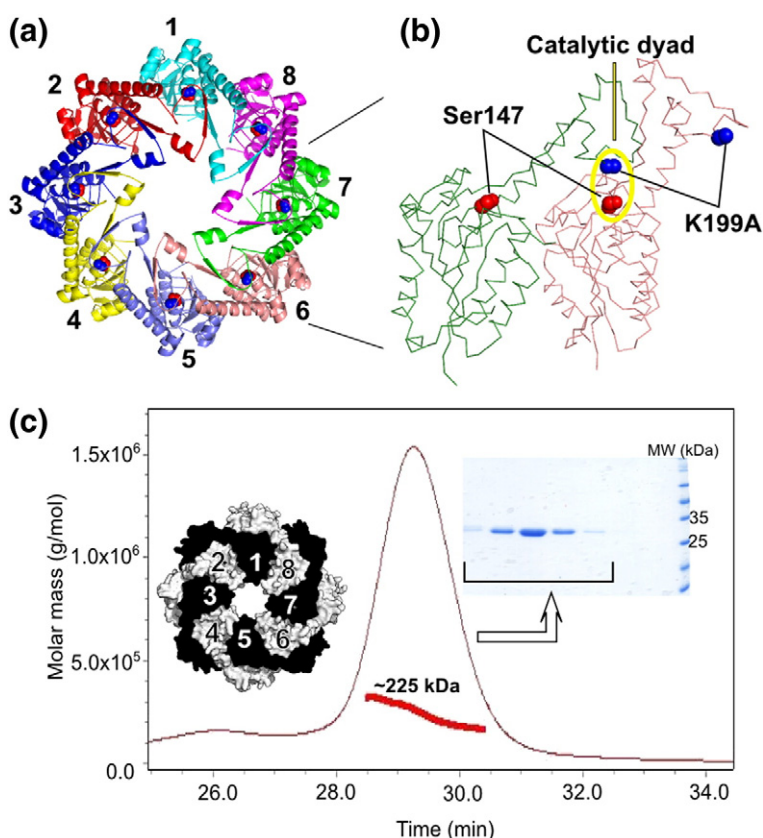 (a)
1
2
8
3
7
4
6
5
(b)
Catalytic dyad
Ser147
K199A
(c)
Molar mass (g/mol)
1.5x10⁶
1.0x10⁶
5.0x10⁵
0.0
1
2
8
3
7
4
6
5
~225 kDa
MW (kDa)
35
25
26.0 28.0 30.0 32.0 34.0
Time (min)